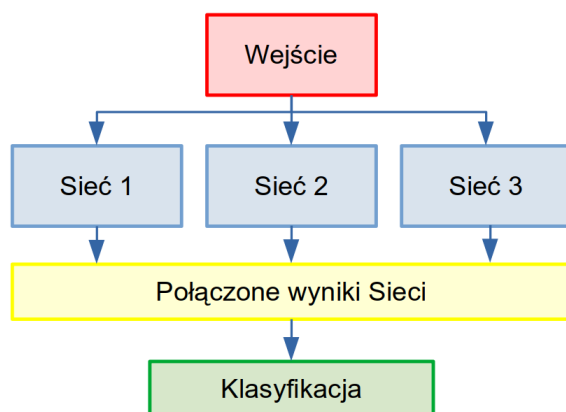 Wejście
Sieć 1
Sieć 2
Sieć 3
Połączone wyniki Sieci
Klasyfikacja